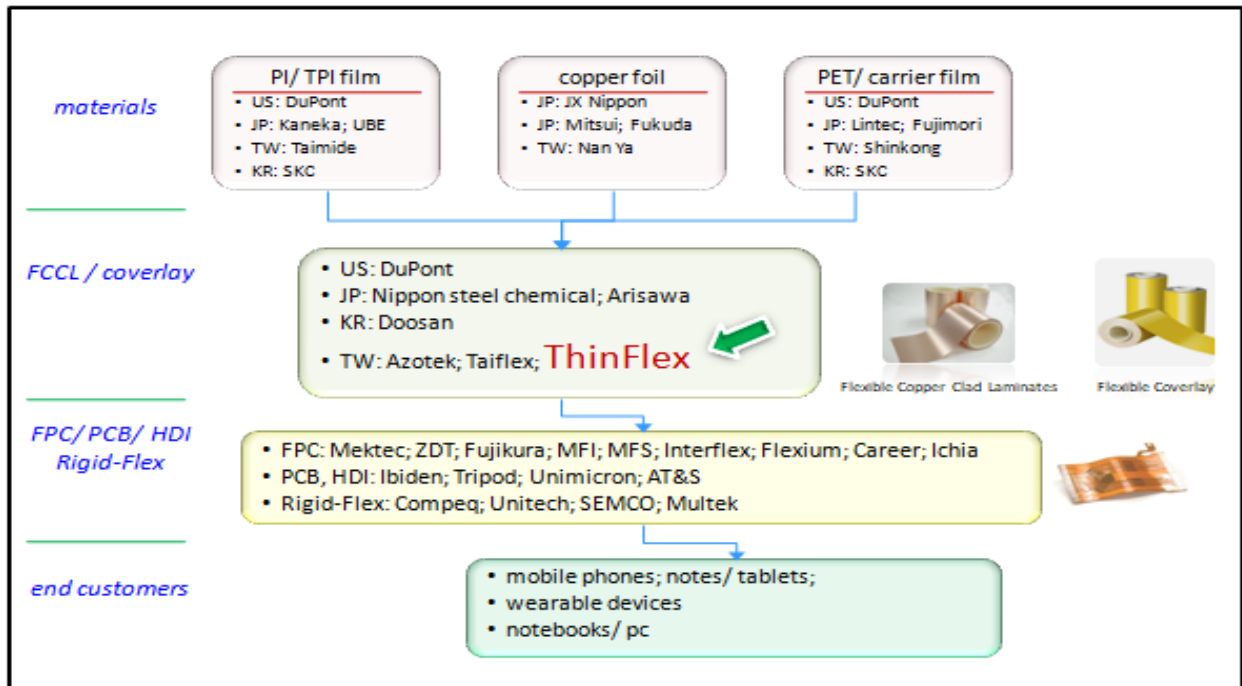 materials
PI/ TPI film
• US: DuPont
• JP: Kaneka; UBE
• TW: Taimide
• KR: SKC
copper foil
• JP: JX Nippon
• JP: Mitsui; Fukuda
• TW: Nan Ya
PET/ carrier film
• US: DuPont
• JP: Lintec; Fujimori
• TW: Shinkong
• KR: SKC
FCCL / coverlay
• US: DuPont
• JP: Nippon steel chemical; Arisawa
• KR: Doosan
• TW: Azotek; Taiflex; ThinFlex
Flexible Copper Clad Laminates
Flexible Coverlay
FPC/ PCB/ HDI
Rigid-Flex
• FPC: Mektec; ZDT; Fujikura; MFI; MFS; Interflex; Flexium; Career; Ichia
• PCB, HDI: Ibiden; Tripod; Unimicron; AT&S
• Rigid-Flex: Compeq; Unitech; SEMCO; Multek
end customers
• mobile phones; notes/ tablets;
• wearable devices
• notebooks/ pc